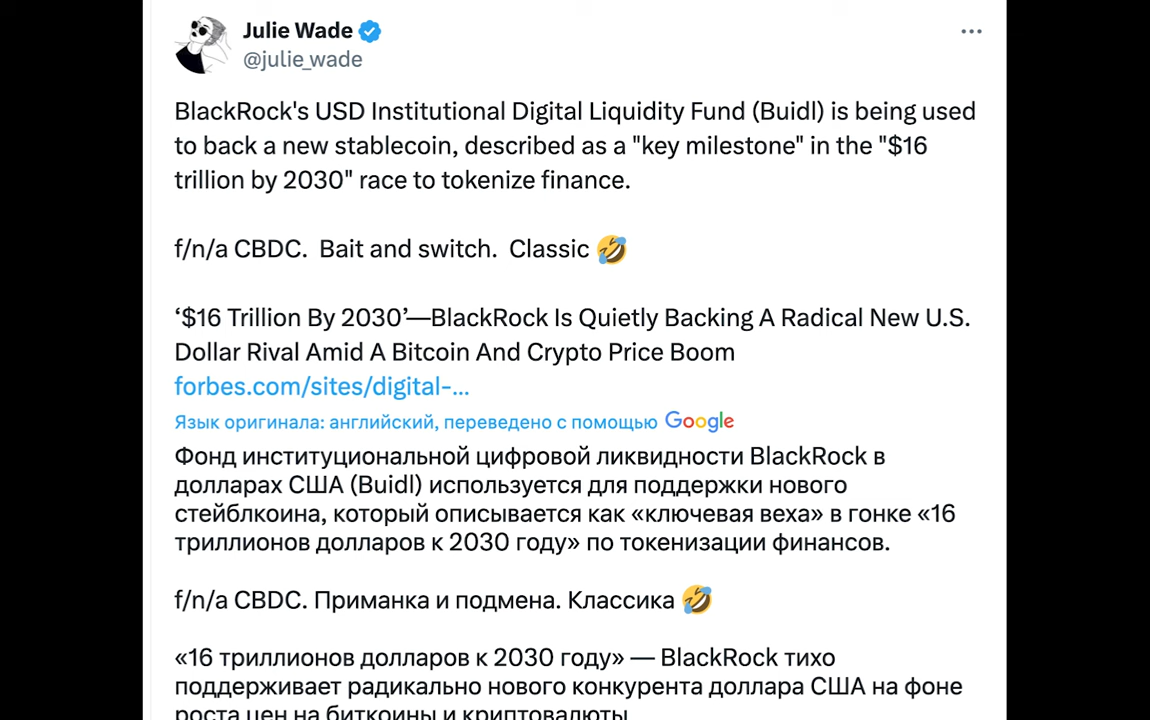 Julie Wade
@julie_wade
BlackRock's USD Institutional Digital Liquidity Fund (Buidl) is being used
to back a new stablecoin, described as a "key milestone" in the "$16
trillion by 2030" race to tokenize finance.
f/n/a CBDC.  Bait and switch.  Classic 🤣
‘$16 Trillion By 2030’—BlackRock Is Quietly Backing A Radical New U.S.
Dollar Rival Amid A Bitcoin And Crypto Price Boom
forbes.com/sites/digital-...
Язык оригинала: английский, переведено с помощью Google
Фонд институциональной цифровой ликвидности BlackRock в
долларах США (Buidl) используется для поддержки нового
стейблкоина, который описывается как «ключевая веха» в гонке «16
триллионов долларов к 2030 году» по токенизации финансов.
f/n/a CBDC. Приманка и подмена. Классика 🤣
«16 триллионов долларов к 2030 году» — BlackRock тихо
поддерживает радикально нового конкурента доллара США на фоне
роста цен на биткоины и криптовалюты